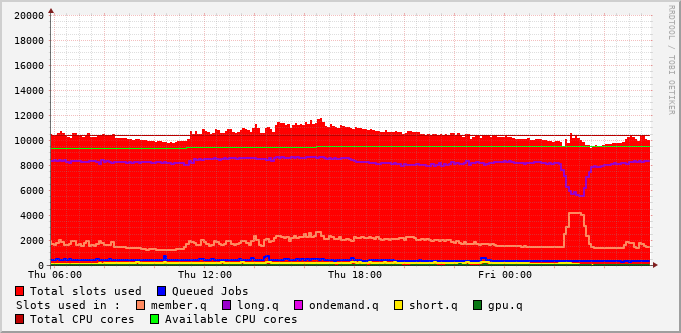 20000
18000
16000
14000
12000
10000
8000
6000
4000
2000
0
Thu 06:00 Thu 12:00 Thu 18:00 Fri 00:00
Total slots used Queued Jobs
Slots used in : member.q long.q ondemand.q short.q gpu.q
Total CPU cores Available CPU cores
RRDTOOL / TOBI OETIKER